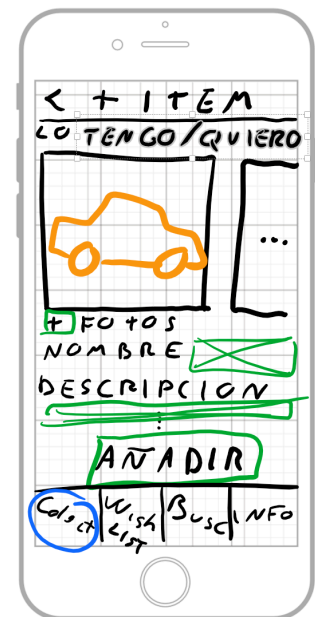 < + ITEM
LO TENGO/QUIERO
...
+ FOTOS
NOMBRE
DESCRIPCION
AÑADIR
Colect Wish LIST BUSC INFO